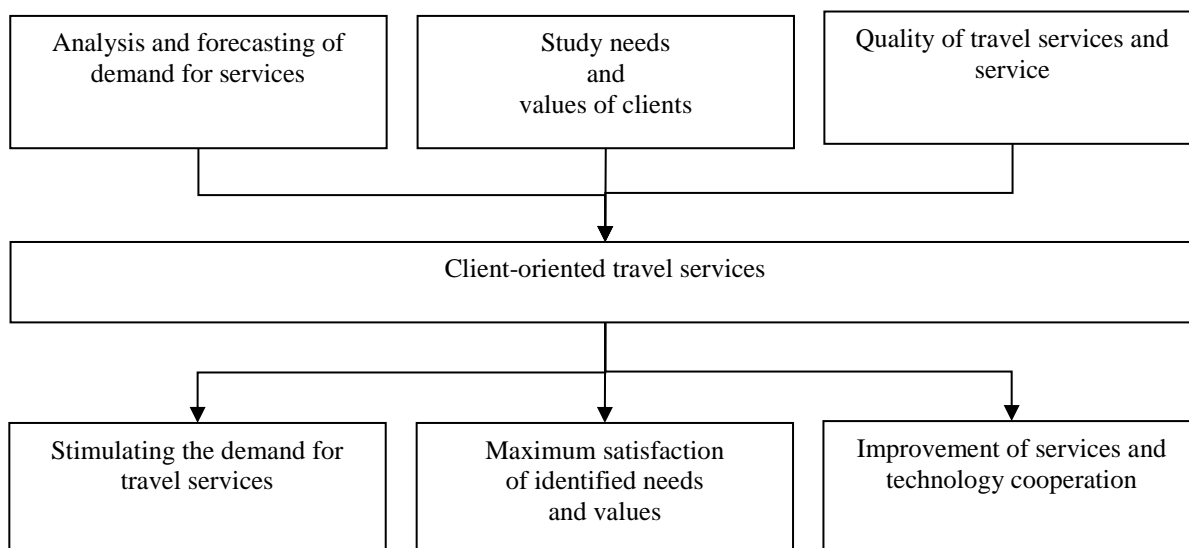 Analysis and forecasting of
demand for services
Study needs
and
values of clients
Quality of travel services and
service
Client-oriented travel services
Stimulating the demand for
travel services
Maximum satisfaction
of identified needs
and values
Improvement of services and
technology cooperation